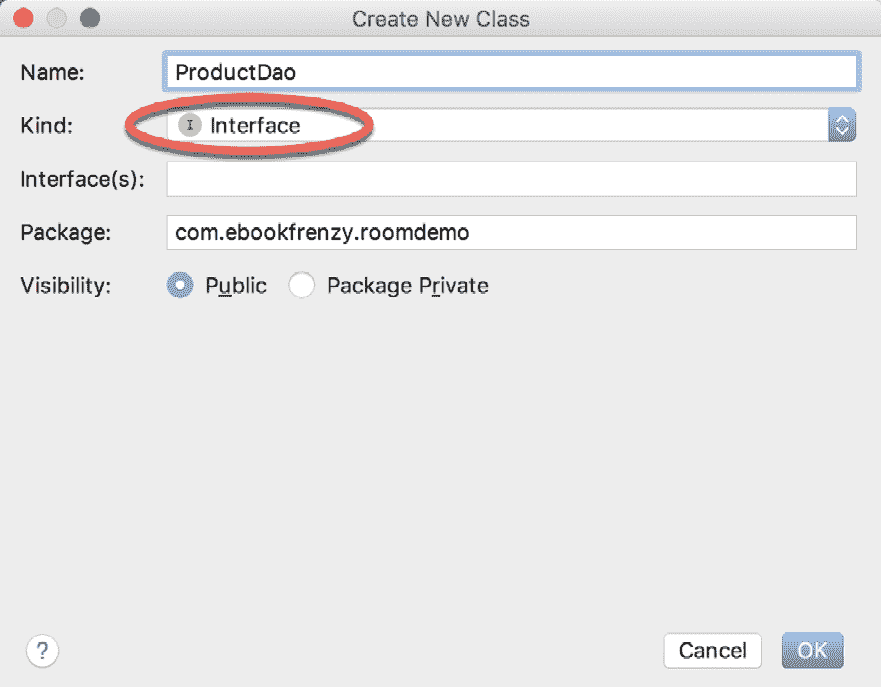 Create New Class
Name: ProductDao
Kind: I Interface
Interface(s):
Package: com.ebookfrenzy.roomdemo
Visibility: Public Package Private
? Cancel OK